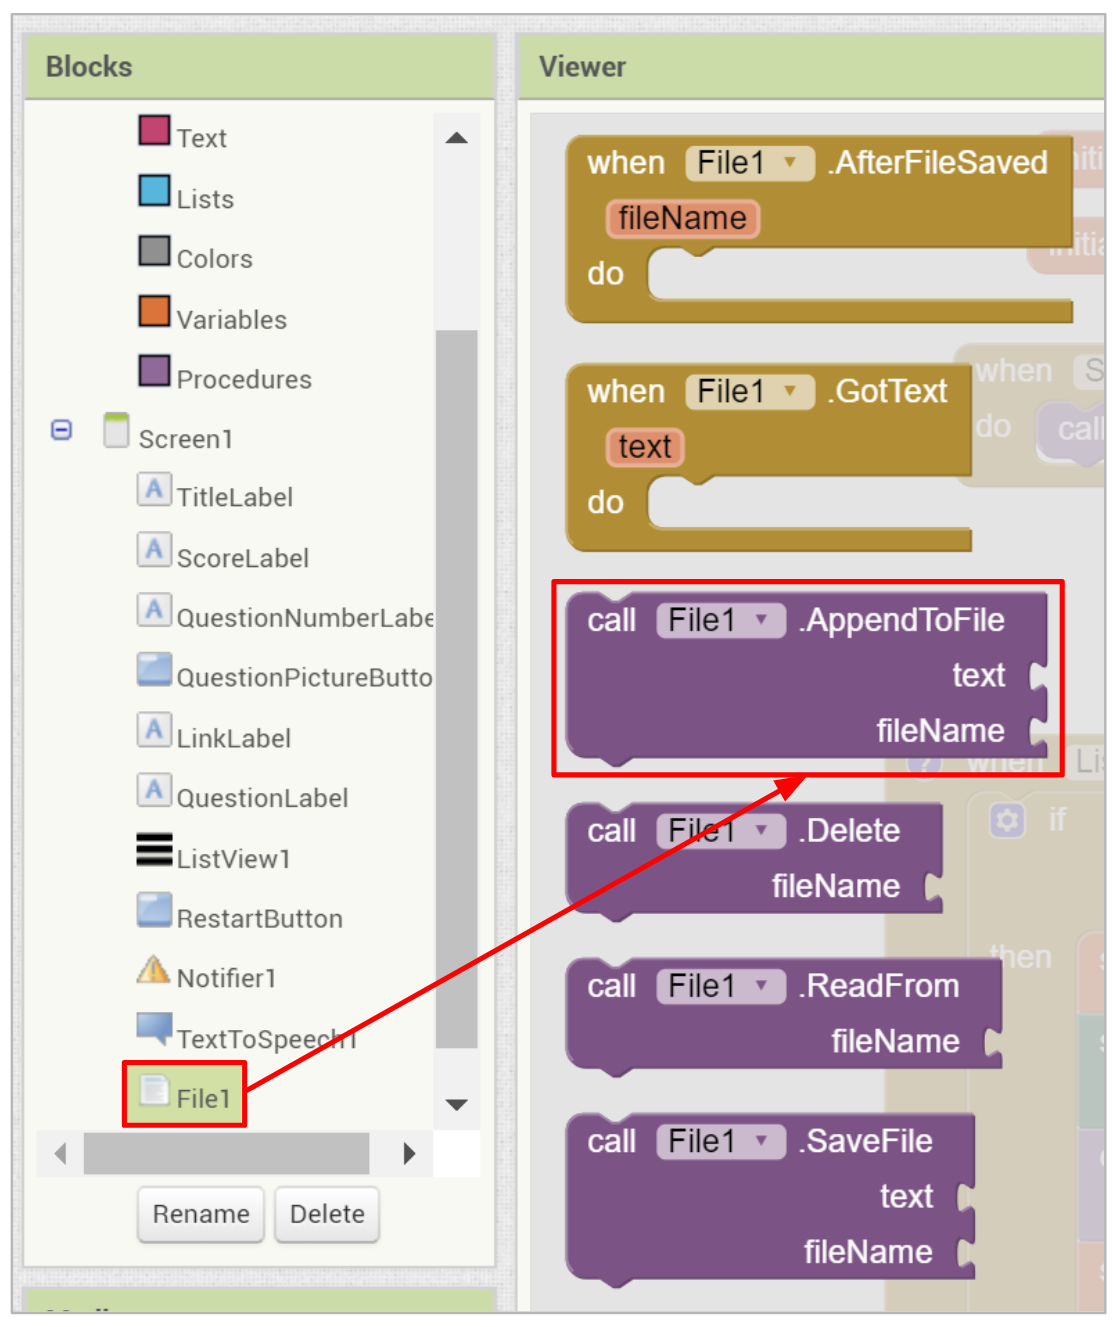 Blocks
Text
Lists
Colors
Variables
Procedures
Screen1
TitleLabel
ScoreLabel
QuestionNumberLabe
QuestionPictureButto
LinkLabel
QuestionLabel
ListView1
RestartButton
Notifier1
TextToSpeech1
File1
Rename Delete
Viewer
when File1 .AfterFileSaved
fileName
do
when File1 .GotText
text
do
call File1 .AppendToFile
text
fileName
call File1 .Delete
fileName
call File1 .ReadFrom
fileName
call File1 .SaveFile
text
fileName
when S
do call
? when Lis
if
then